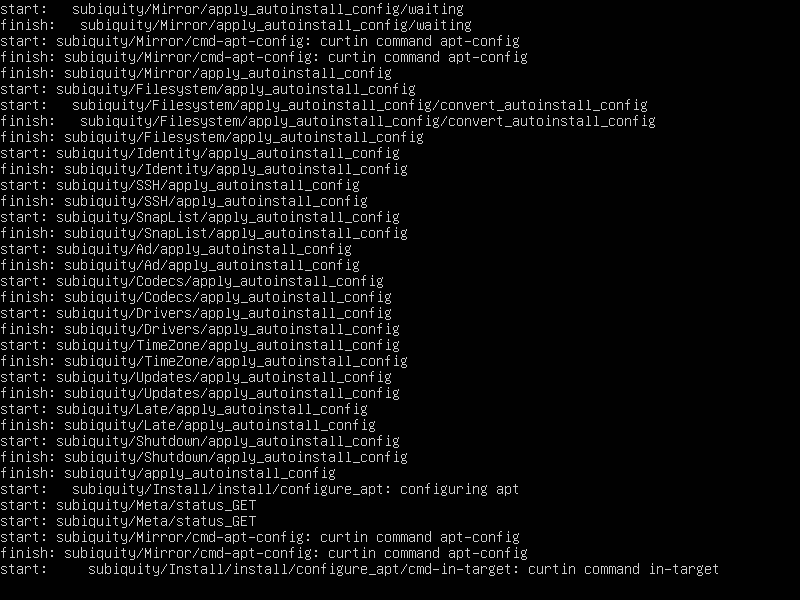 start:   subiquity/Mirror/apply_autoinstall_config/waiting
finish:   subiquity/Mirror/apply_autoinstall_config/waiting
start: subiquity/Mirror/cmd-apt-config: curtin command apt-config
finish: subiquity/Mirror/cmd-apt-config: curtin command apt-config
finish: subiquity/Mirror/apply_autoinstall_config
start: subiquity/Filesystem/apply_autoinstall_config
start:   subiquity/Filesystem/apply_autoinstall_config/convert_autoinstall_config
finish:   subiquity/Filesystem/apply_autoinstall_config/convert_autoinstall_config
finish: subiquity/Filesystem/apply_autoinstall_config
start: subiquity/Identity/apply_autoinstall_config
finish: subiquity/Identity/apply_autoinstall_config
start: subiquity/SSH/apply_autoinstall_config
finish: subiquity/SSH/apply_autoinstall_config
start: subiquity/SnapList/apply_autoinstall_config
finish: subiquity/SnapList/apply_autoinstall_config
start: subiquity/Ad/apply_autoinstall_config
finish: subiquity/Ad/apply_autoinstall_config
start: subiquity/Codecs/apply_autoinstall_config
finish: subiquity/Codecs/apply_autoinstall_config
start: subiquity/Drivers/apply_autoinstall_config
finish: subiquity/Drivers/apply_autoinstall_config
start: subiquity/TimeZone/apply_autoinstall_config
finish: subiquity/TimeZone/apply_autoinstall_config
start: subiquity/Updates/apply_autoinstall_config
finish: subiquity/Updates/apply_autoinstall_config
start: subiquity/Late/apply_autoinstall_config
finish: subiquity/Late/apply_autoinstall_config
start: subiquity/Shutdown/apply_autoinstall_config
finish: subiquity/Shutdown/apply_autoinstall_config
finish: subiquity/apply_autoinstall_config
start:   subiquity/Install/install/configure_apt: configuring apt
start: subiquity/Meta/status_GET
start: subiquity/Meta/status_GET
start: subiquity/Mirror/cmd-apt-config: curtin command apt-config
finish: subiquity/Mirror/cmd-apt-config: curtin command apt-config
start:     subiquity/Install/install/configure_apt/cmd-in-target: curtin command in-target